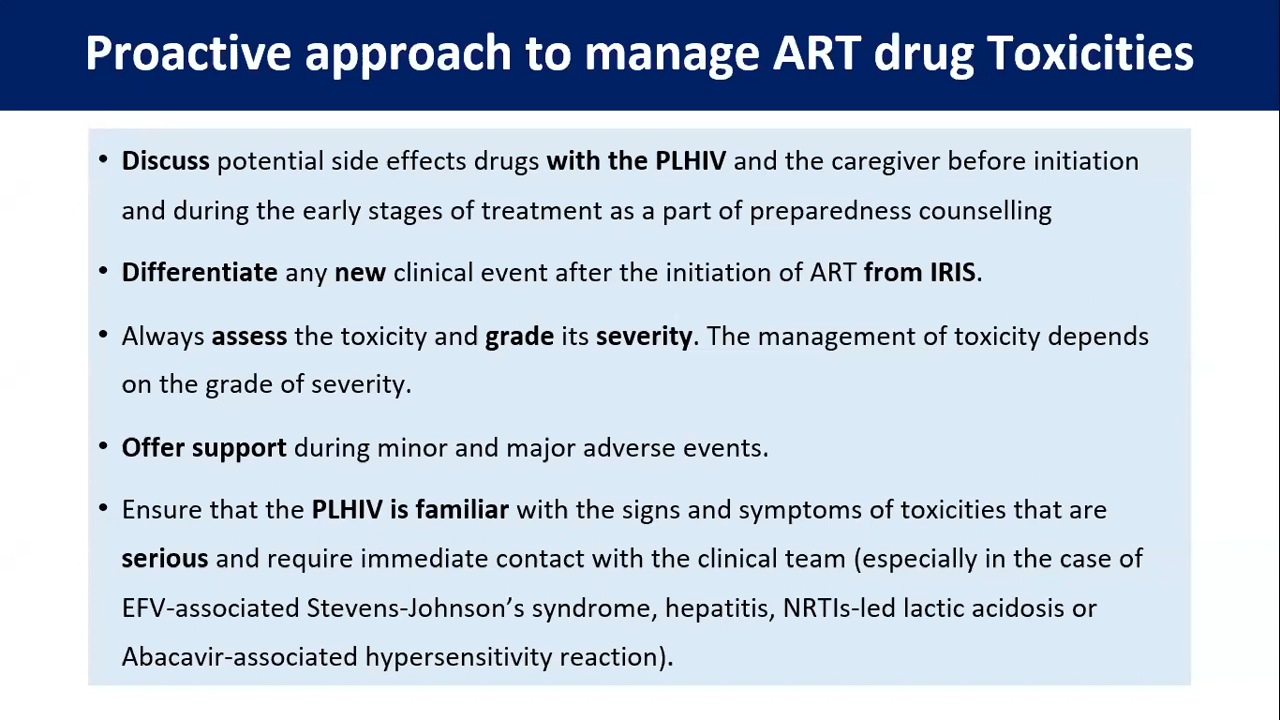 Proactive approach to manage ART drug Toxicities
• Discuss potential side effects drugs with the PLHIV and the caregiver before initiation
and during the early stages of treatment as a part of preparedness counselling
• Differentiate any new clinical event after the initiation of ART from IRIS.
• Always assess the toxicity and grade its severity. The management of toxicity depends
on the grade of severity.
• Offer support during minor and major adverse events.
• Ensure that the PLHIV is familiar with the signs and symptoms of toxicities that are
serious and require immediate contact with the clinical team (especially in the case of
EFV-associated Stevens-Johnson’s syndrome, hepatitis, NRTIs-led lactic acidosis or
Abacavir-associated hypersensitivity reaction).